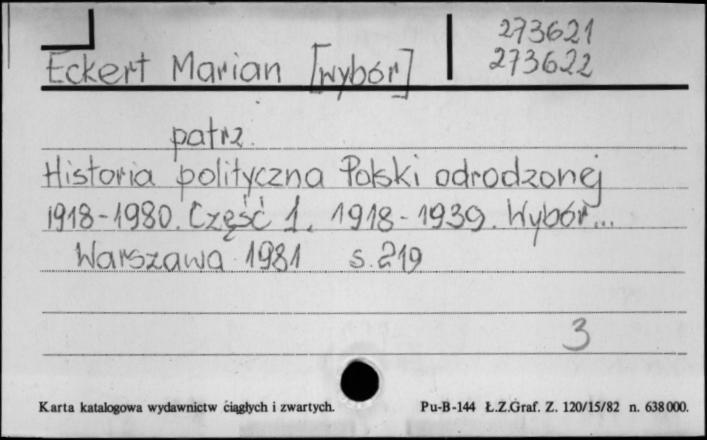 273621
Eckert Marian [wybór] 273622
patrz.
Historia polityczna Polski odrodzonej
1918-1980. Część 1. 1918-1939. Wybór...
Warszawa 1981 s. 219
3
Karta katalogowa wydawnictw ciągłych i zwartych. Pu-B-144 Ł.Z.Graf. Z. 120/15/82 n. 638000.